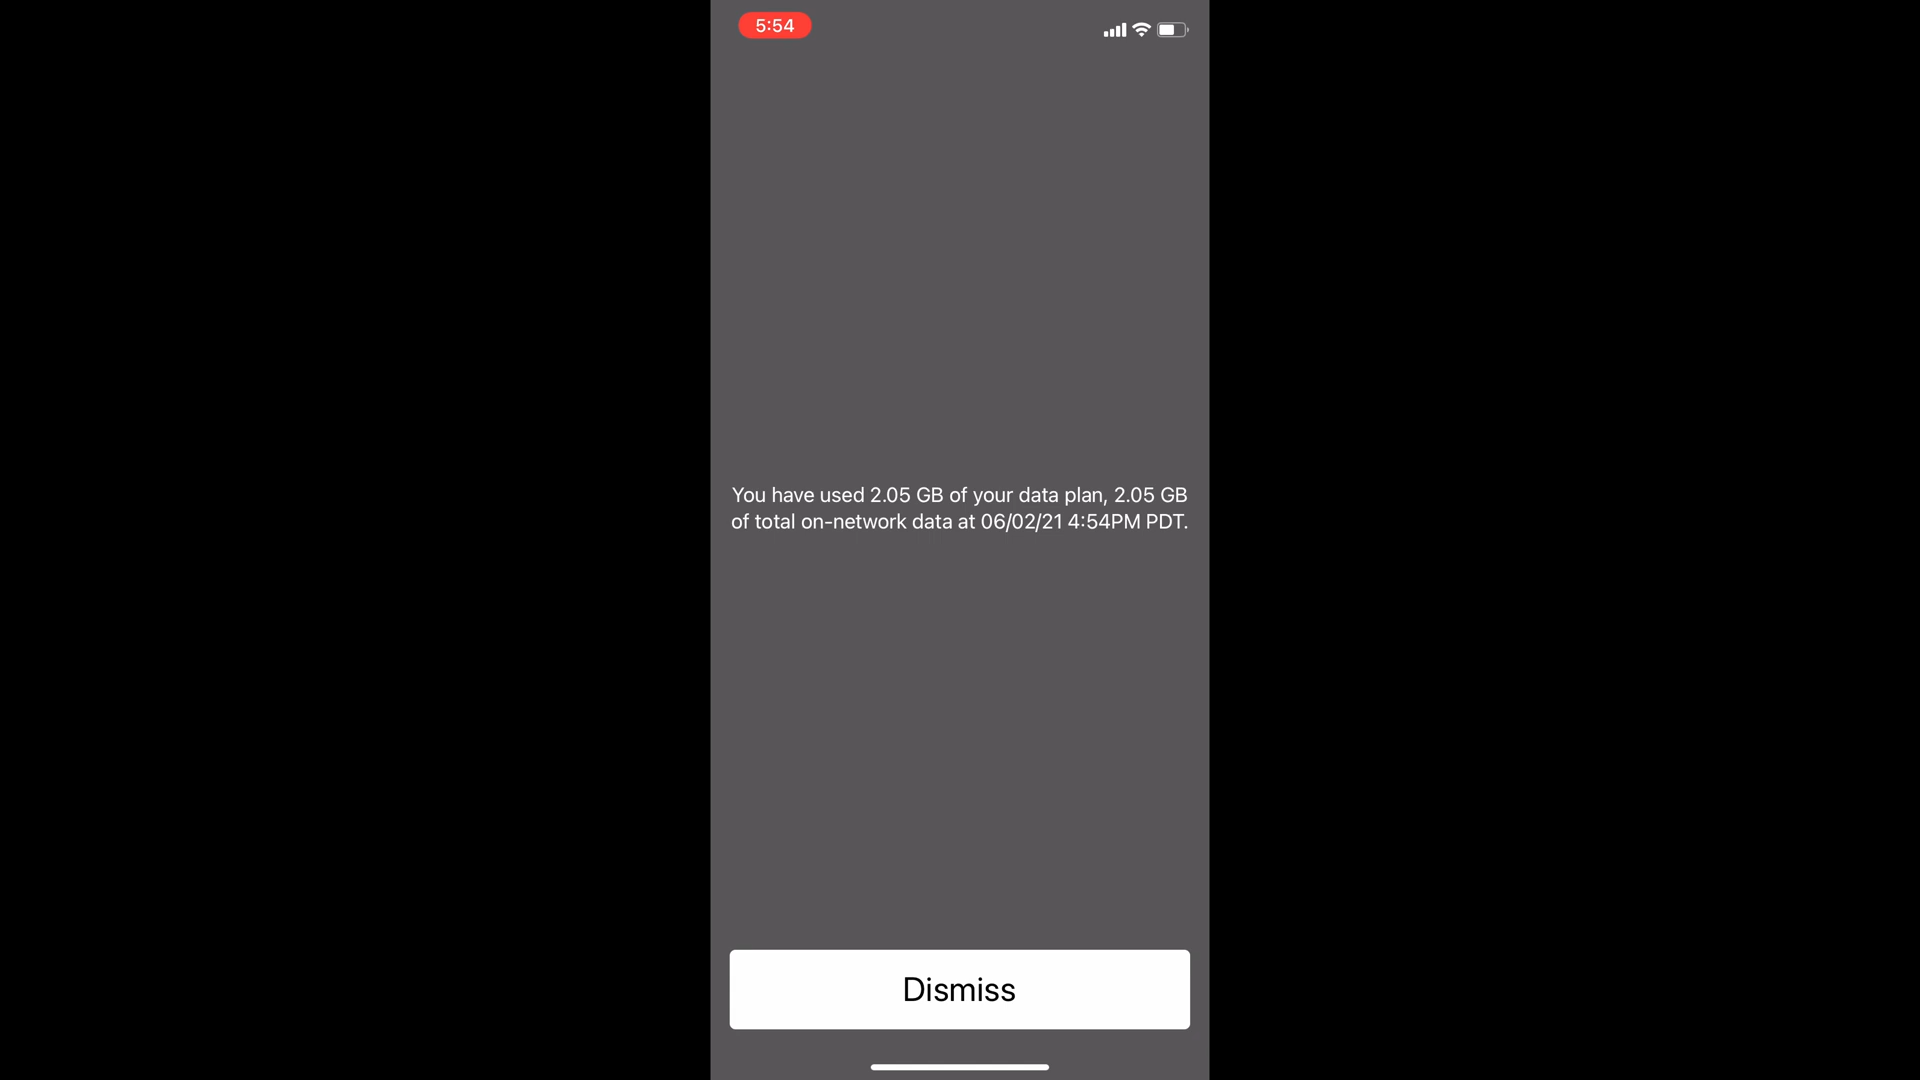 5:54
You have used 2.05 GB of your data plan, 2.05 GB
of total on-network data at 06/02/21 4:54PM PDT.
Dismiss